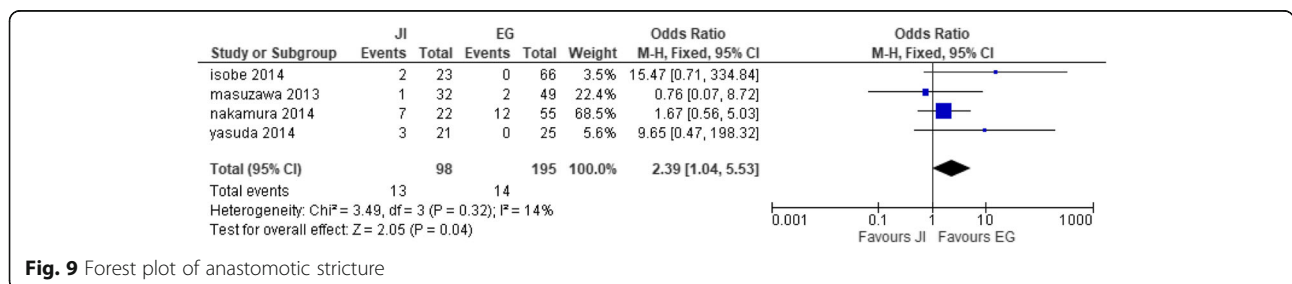 JI EG Odds Ratio Odds Ratio
Study or Subgroup Events Total Events Total Weight M-H, Fixed, 95% CI M-H, Fixed, 95% CI
isobe 2014 2 23 0 66 3.5% 15.47 [0.71, 334.84]
masuzawa 2013 1 32 2 49 22.4% 0.76 [0.07, 8.72]
nakamura 2014 7 22 12 55 68.5% 1.67 [0.56, 5.03]
yasuda 2014 3 21 0 25 5.6% 9.65 [0.47, 198.32]
Total (95% CI) 98 195 100.0% 2.39 [1.04, 5.53]
Total events 13 14
Heterogeneity: Chi² = 3.49, df = 3 (P = 0.32); I² = 14%
Test for overall effect: Z = 2.05 (P = 0.04)
0.001 0.1 1 10 1000
Favours JI Favours EG
Fig. 9 Forest plot of anastomotic stricture